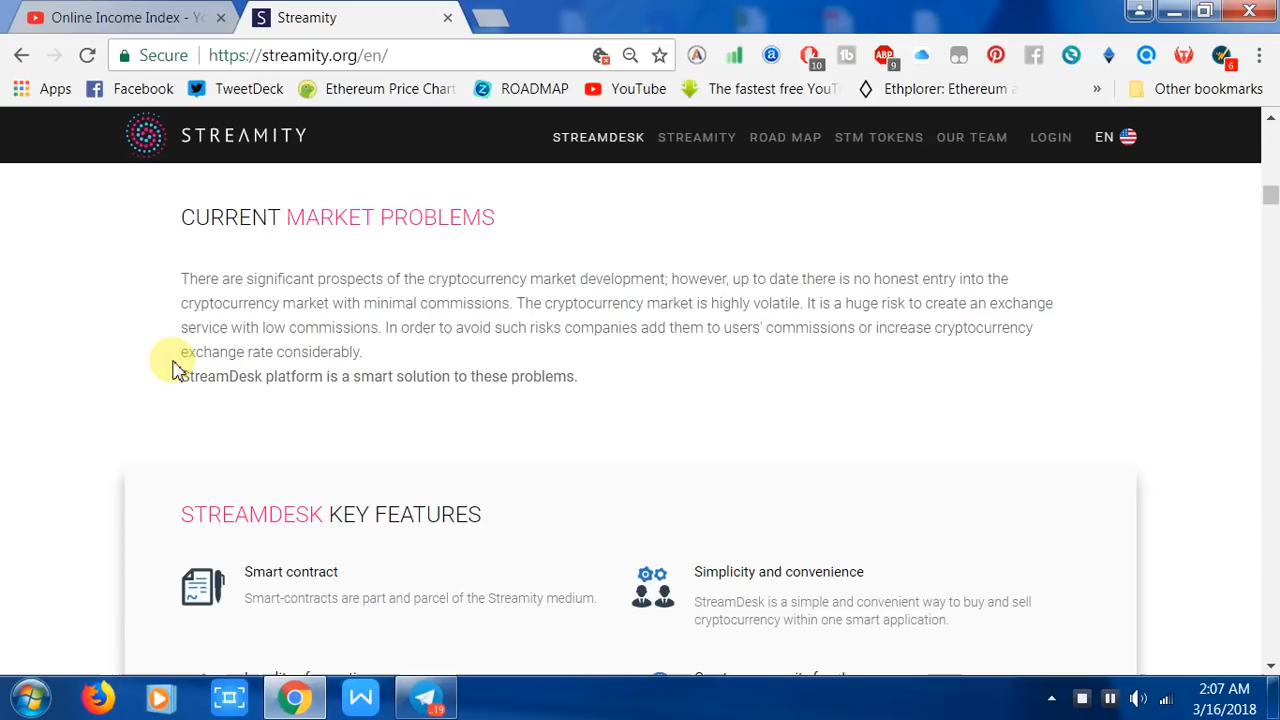 Online Income Index - Yo
Streamity
Secure
https://streamity.org/en/
10
9
6
Apps
Facebook
TweetDeck
Ethereum Price Chart
ROADMAP
YouTube
The fastest free YouT
Ethplorer: Ethereum a
»
Other bookmarks
STREAMITY
STREAMDESK
STREAMITY
ROAD MAP
STM TOKENS
OUR TEAM
LOGIN
EN
CURRENT MARKET PROBLEMS
There are significant prospects of the cryptocurrency market development; however, up to date there is no honest entry into the
cryptocurrency market with minimal commissions. The cryptocurrency market is highly volatile. It is a huge risk to create an exchange
service with low commissions. In order to avoid such risks companies add them to users' commissions or increase cryptocurrency
exchange rate considerably.
StreamDesk platform is a smart solution to these problems.
STREAMDESK KEY FEATURES
Smart contract
Smart-contracts are part and parcel of the Streamity medium.
Simplicity and convenience
StreamDesk is a simple and convenient way to buy and sell
cryptocurrency within one smart application.
19
2:07 AM
3/16/2018